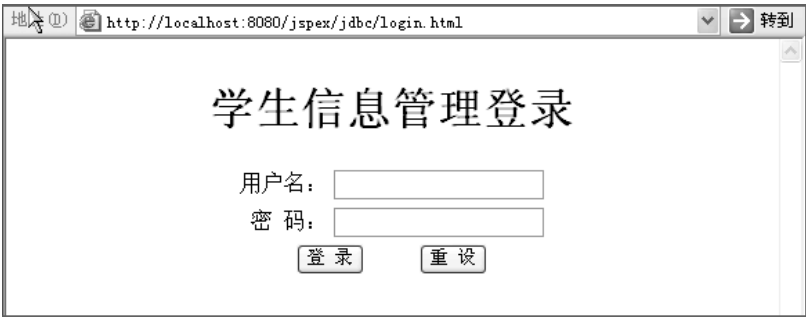 地址(D) http://localhost:8080/jspex/jdbc/login.html 转到
学生信息管理登录
用户名：
密 码：
登 录 重 设